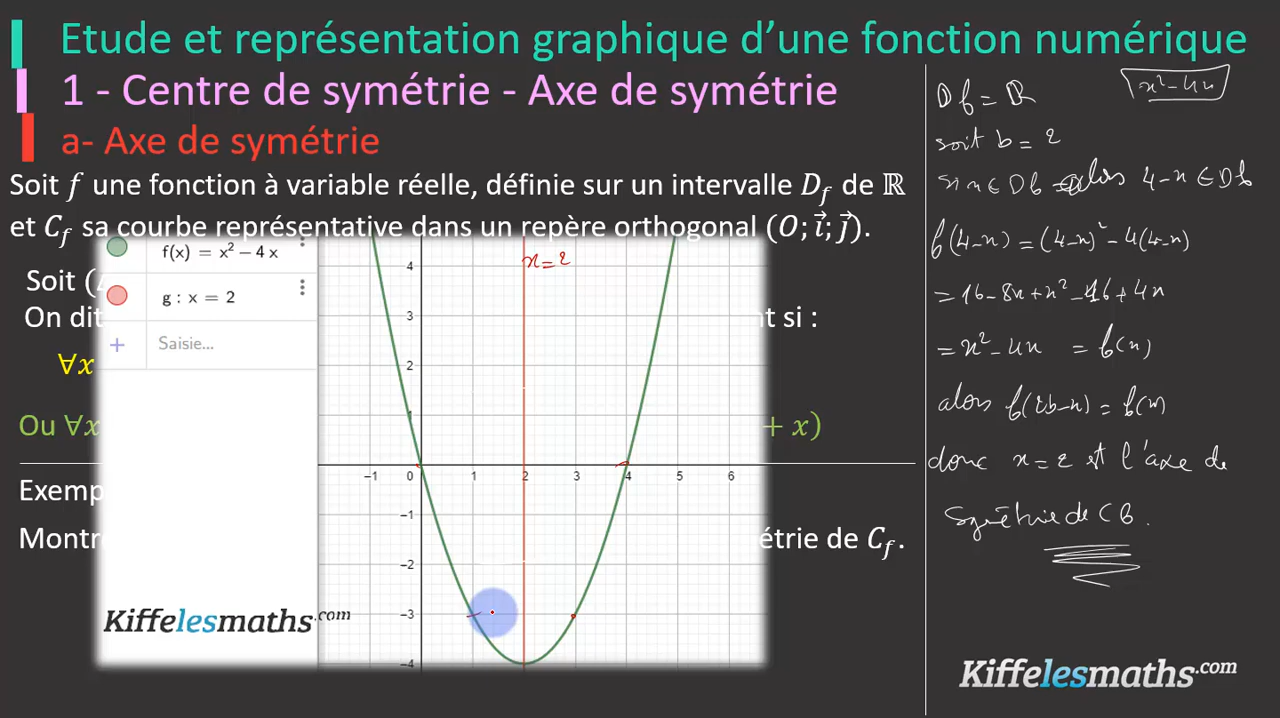 Etude et représentation graphique d’une fonction numérique
1 - Centre de symétrie - Axe de symétrie
a- Axe de symétrie
Soit f une fonction à variable réelle, définie sur un intervalle D_f de ℝ
et C_f sa courbe représentative dans un repère orthogonal (O; i⃗; j⃗).
Soit (
On dit
nt si :
∀x
Ou ∀x
+ x)
Exemp
Montr
étrie de C_f.
f(x) = x² − 4 x
g : x = 2
Saisie...
x = 2
4
3
2
1
-1 0 1 2 3 4 5 6
-1
-2
-3
-4
Kiffelesmaths.com
x² - 4x
Df = ℝ
soit b = 2
si x ∈ Df alors 4-x ∈ Df
f(4-x) = (4-x)² - 4(4-x)
= 16 - 8x + x² - 16 + 4x
= x² - 4x = f(x)
alors f(2b-x) = f(x)
donc x = 2 est l'axe de
symétrie de Cf.
Kiffelesmaths.com